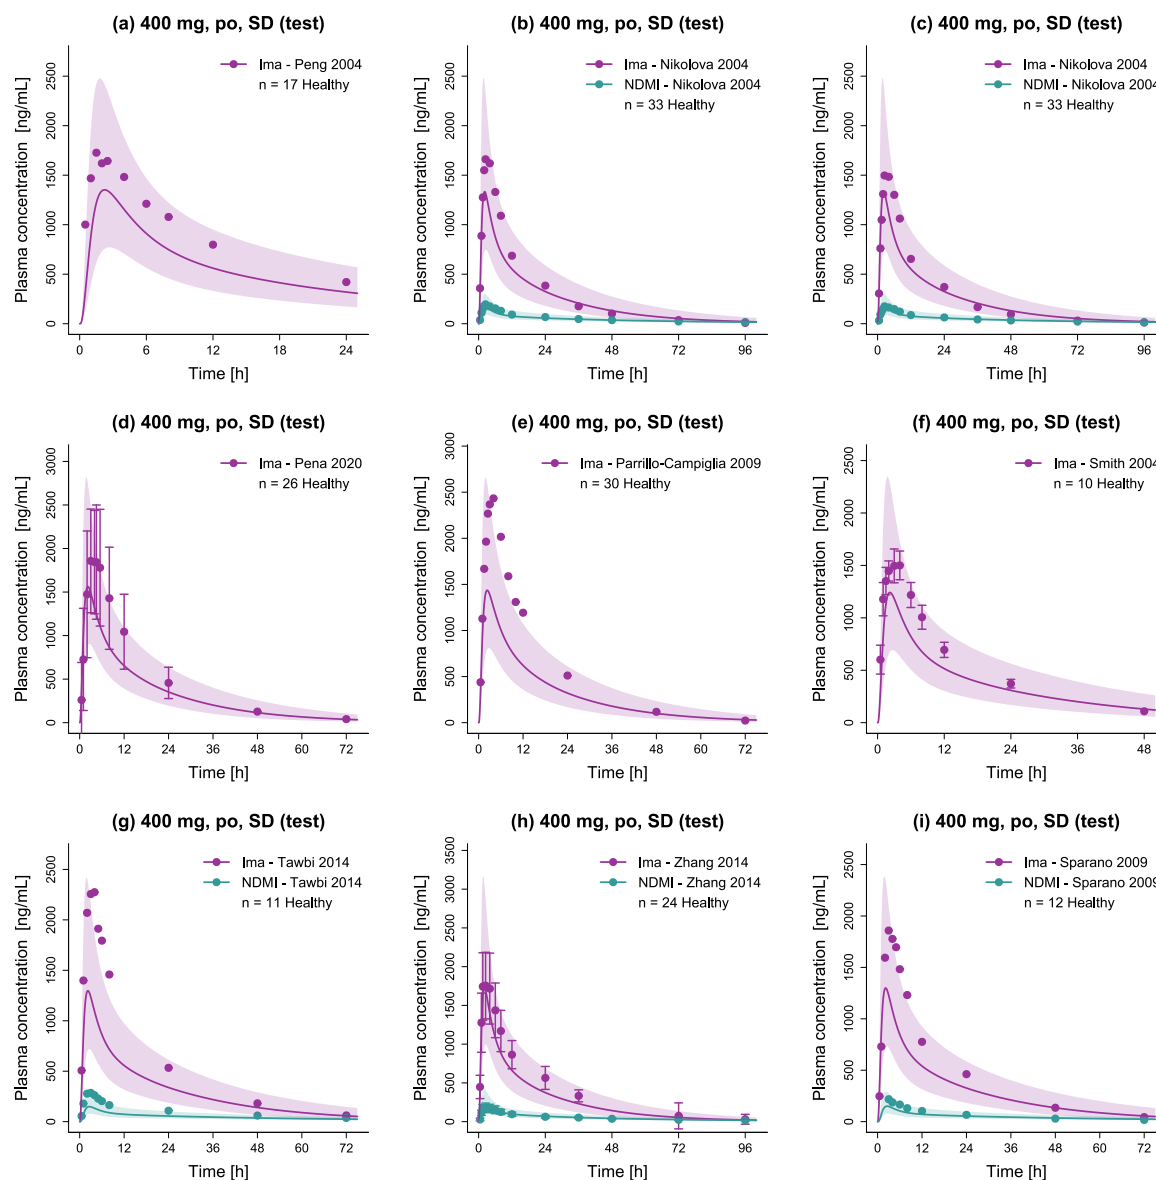 (a) 400 mg, po, SD (test)
Ima - Peng 2004
n = 17 Healthy
Plasma concentration [ng/mL]
0 500 1000 1500 2000 2500
0 6 12 18 24
Time [h]
(b) 400 mg, po, SD (test)
Ima - Nikolova 2004
NDMI - Nikolova 2004
n = 33 Healthy
Plasma concentration [ng/mL]
0 500 1000 1500 2000 2500
0 24 48 72 96
Time [h]
(c) 400 mg, po, SD (test)
Ima - Nikolova 2004
NDMI - Nikolova 2004
n = 33 Healthy
Plasma concentration [ng/mL]
0 500 1000 1500 2000 2500
0 24 48 72 96
Time [h]
(d) 400 mg, po, SD (test)
Ima - Pena 2020
n = 26 Healthy
Plasma concentration [ng/mL]
0 500 1000 1500 2000 2500 3000
0 12 24 36 48 60 72
Time [h]
(e) 400 mg, po, SD (test)
Ima - Parrillo-Campiglia 2009
n = 30 Healthy
Plasma concentration [ng/mL]
0 500 1000 1500 2000 2500 3000
0 12 24 36 48 60 72
Time [h]
(f) 400 mg, po, SD (test)
Ima - Smith 2004
n = 10 Healthy
Plasma concentration [ng/mL]
0 500 1000 1500 2000 2500
0 12 24 36 48
Time [h]
(g) 400 mg, po, SD (test)
Ima - Tawbi 2014
NDMI - Tawbi 2014
n = 11 Healthy
Plasma concentration [ng/mL]
0 500 1000 1500 2000 2500
0 12 24 36 48 60 72
Time [h]
(h) 400 mg, po, SD (test)
Ima - Zhang 2014
NDMI - Zhang 2014
n = 24 Healthy
Plasma concentration [ng/mL]
0 500 1000 1500 2000 2500 3000 3500
0 24 48 72 96
Time [h]
(i) 400 mg, po, SD (test)
Ima - Sparano 2009
NDMI - Sparano 2009
n = 12 Healthy
Plasma concentration [ng/mL]
0 500 1000 1500 2000 2500
0 12 24 36 48 60 72
Time [h]